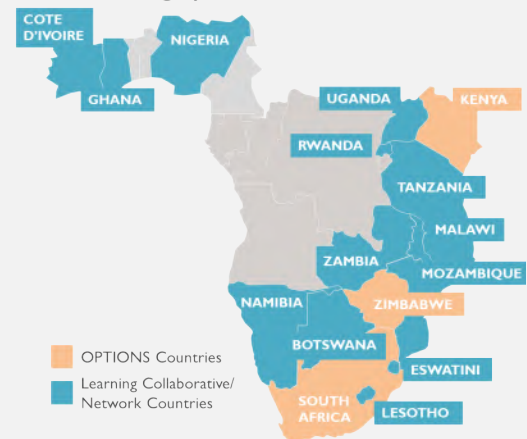 COTE
D'IVOIRE
NIGERIA
GHANA
UGANDA
KENYA
RWANDA
TANZANIA
MALAWI
ZAMBIA
MOZAMBIQUE
NAMIBIA
ZIMBABWE
BOTSWANA
OPTIONS Countries
ESWATINI
Learning Collaborative/
Network Countries
SOUTH
AFRICA
LESOTHO